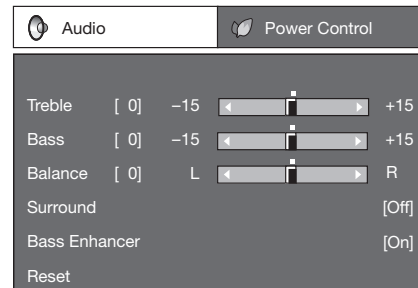 Audio Power Control
Treble [ 0] –15 +15
Bass [ 0] –15 +15
Balance [ 0] L R
Surround [Off]
Bass Enhancer [On]
Reset